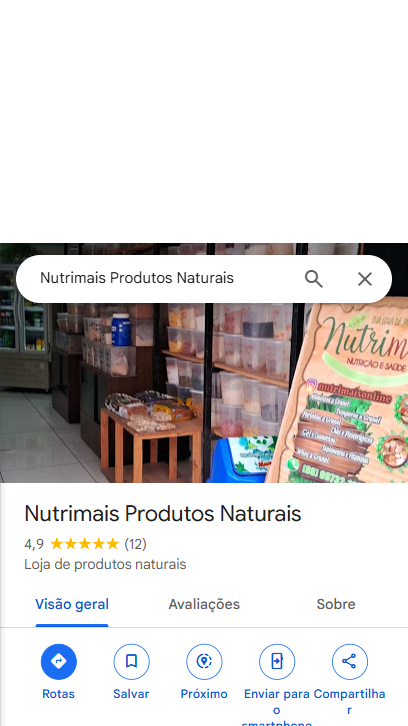 Nutrimais Produtos Naturais
Nutrim
NUTRIÇÃO E SAÚDE
nutrimaisonline
Nutrimais Produtos Naturais
4,9 (12)
Loja de produtos naturais
Visão geral
Avaliações
Sobre
Rotas
Salvar
Próximo
Enviar para o smartphone
Compartilhar